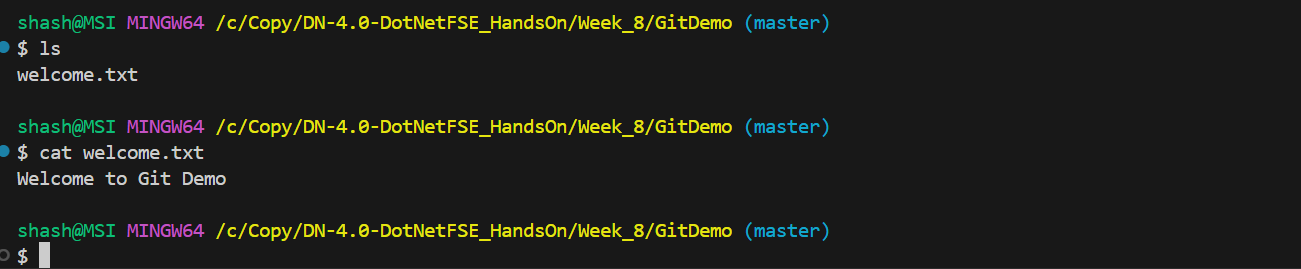 shash@MSI MINGW64 /c/Copy/DN-4.0-DotNetFSE_HandsOn/Week_8/GitDemo (master)
$ ls
welcome.txt
shash@MSI MINGW64 /c/Copy/DN-4.0-DotNetFSE_HandsOn/Week_8/GitDemo (master)
$ cat welcome.txt
Welcome to Git Demo
shash@MSI MINGW64 /c/Copy/DN-4.0-DotNetFSE_HandsOn/Week_8/GitDemo (master)
$